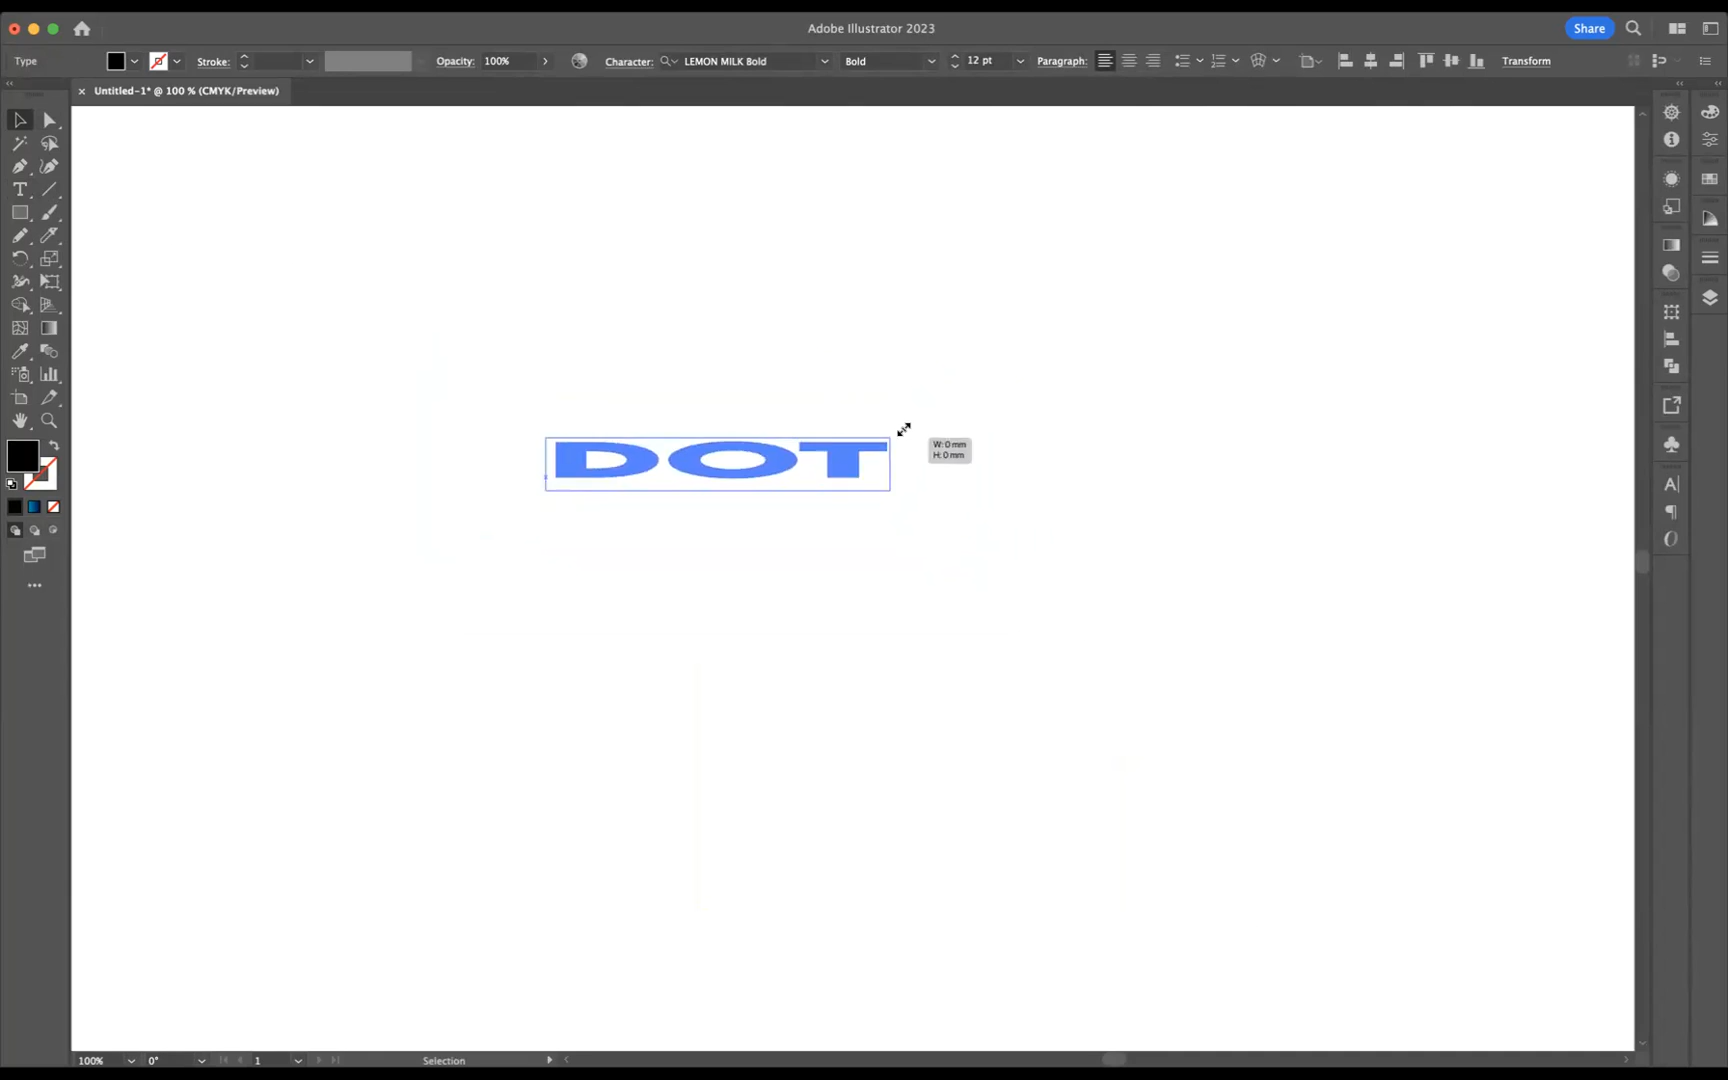 Adobe Illustrator 2023
Share
Type
Stroke:
Opacity: 100%
Character: LEMON MILK Bold
Bold
12 pt
Paragraph:
Transform
× Untitled-1* @ 100 % (CMYK/Preview)
DOT
W: 0 mm
H: 0 mm
100%
0°
1
Selection